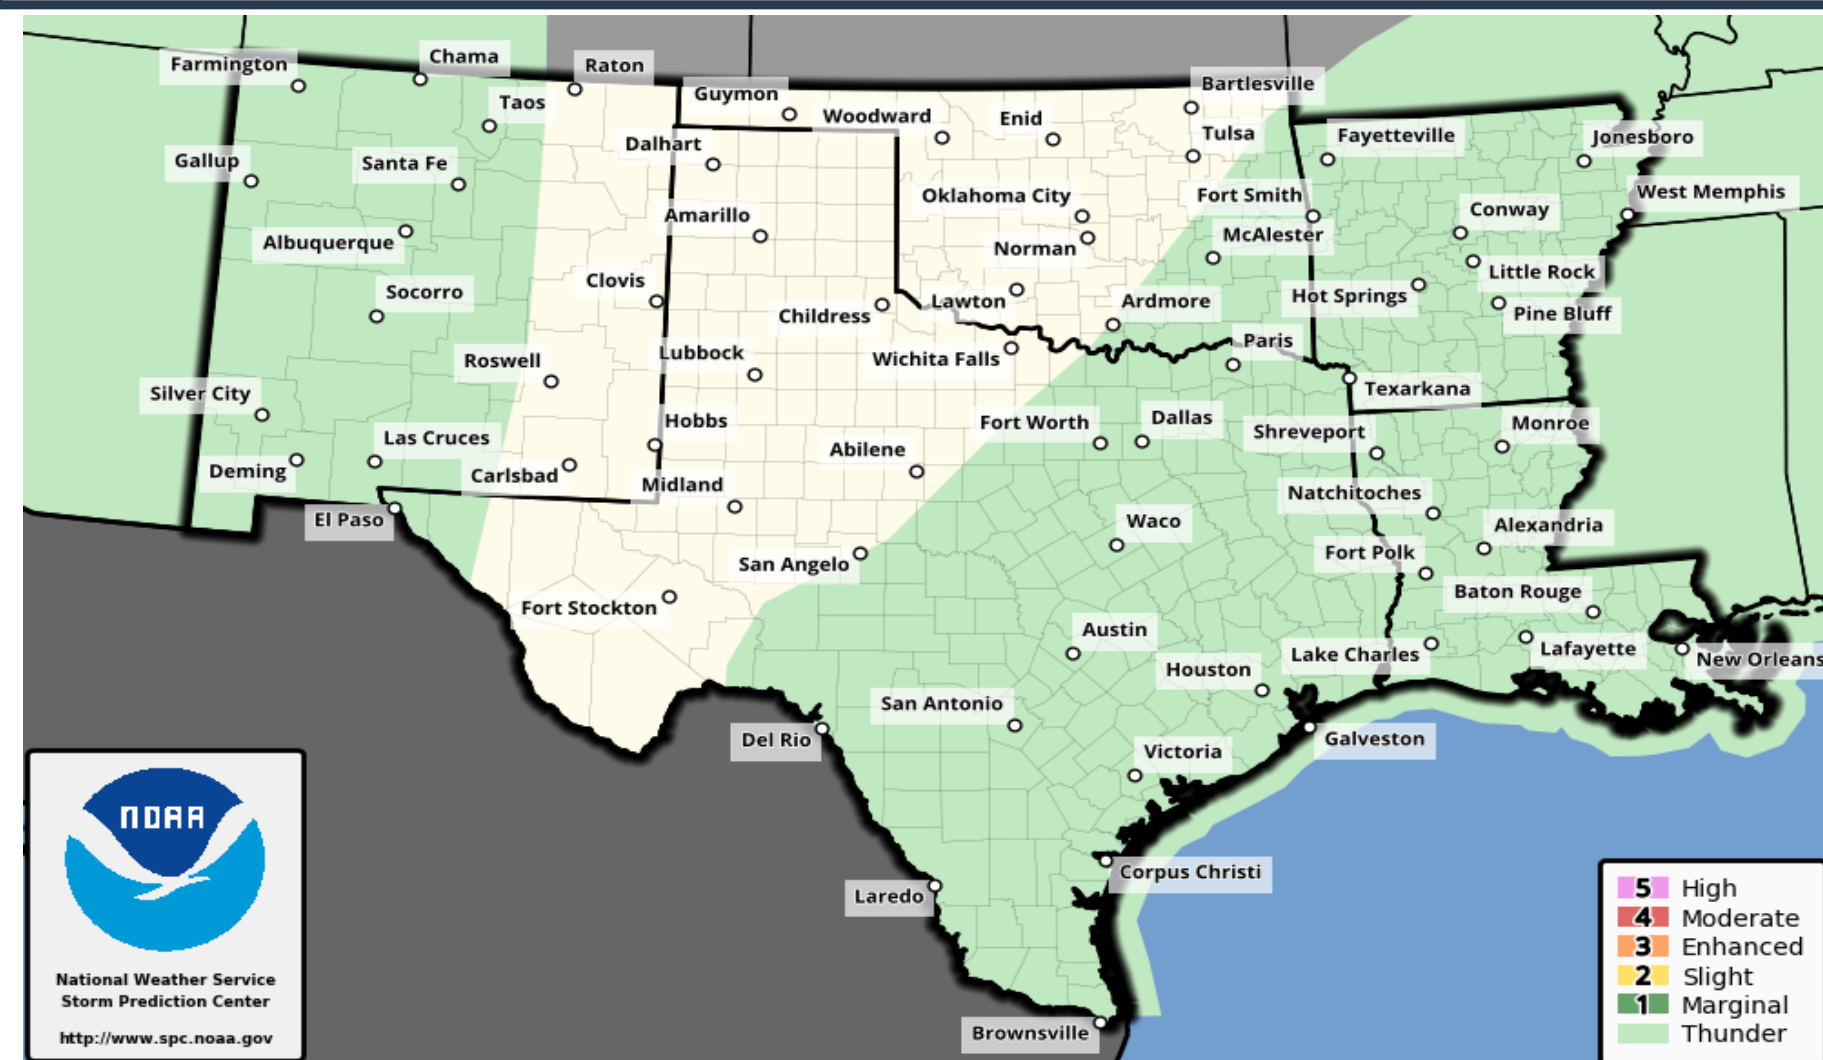 Farmington
Chama
Raton
Taos
Guymon
Woodward
Enid
Bartlesville
Tulsa
Fayetteville
Jonesboro
Gallup
Santa Fe
Dalhart
Oklahoma City
Fort Smith
Conway
West Memphis
Albuquerque
Amarillo
Norman
McAlester
Little Rock
Socorro
Clovis
Childress
Lawton
Ardmore
Hot Springs
Pine Bluff
Roswell
Lubbock
Wichita Falls
Paris
Texarkana
Silver City
Hobbs
Fort Worth
Dallas
Shreveport
Monroe
Las Cruces
Deming
Carlsbad
Midland
Abilene
Natchitoches
El Paso
San Angelo
Waco
Alexandria
Fort Polk
Fort Stockton
Baton Rouge
Austin
Houston
Lake Charles
Lafayette
New Orleans
San Antonio
Del Rio
Victoria
Galveston
Laredo
Corpus Christi
Brownsville
NOAA
National Weather Service
Storm Prediction Center
http://www.spc.noaa.gov
5 High
4 Moderate
3 Enhanced
2 Slight
1 Marginal
Thunder